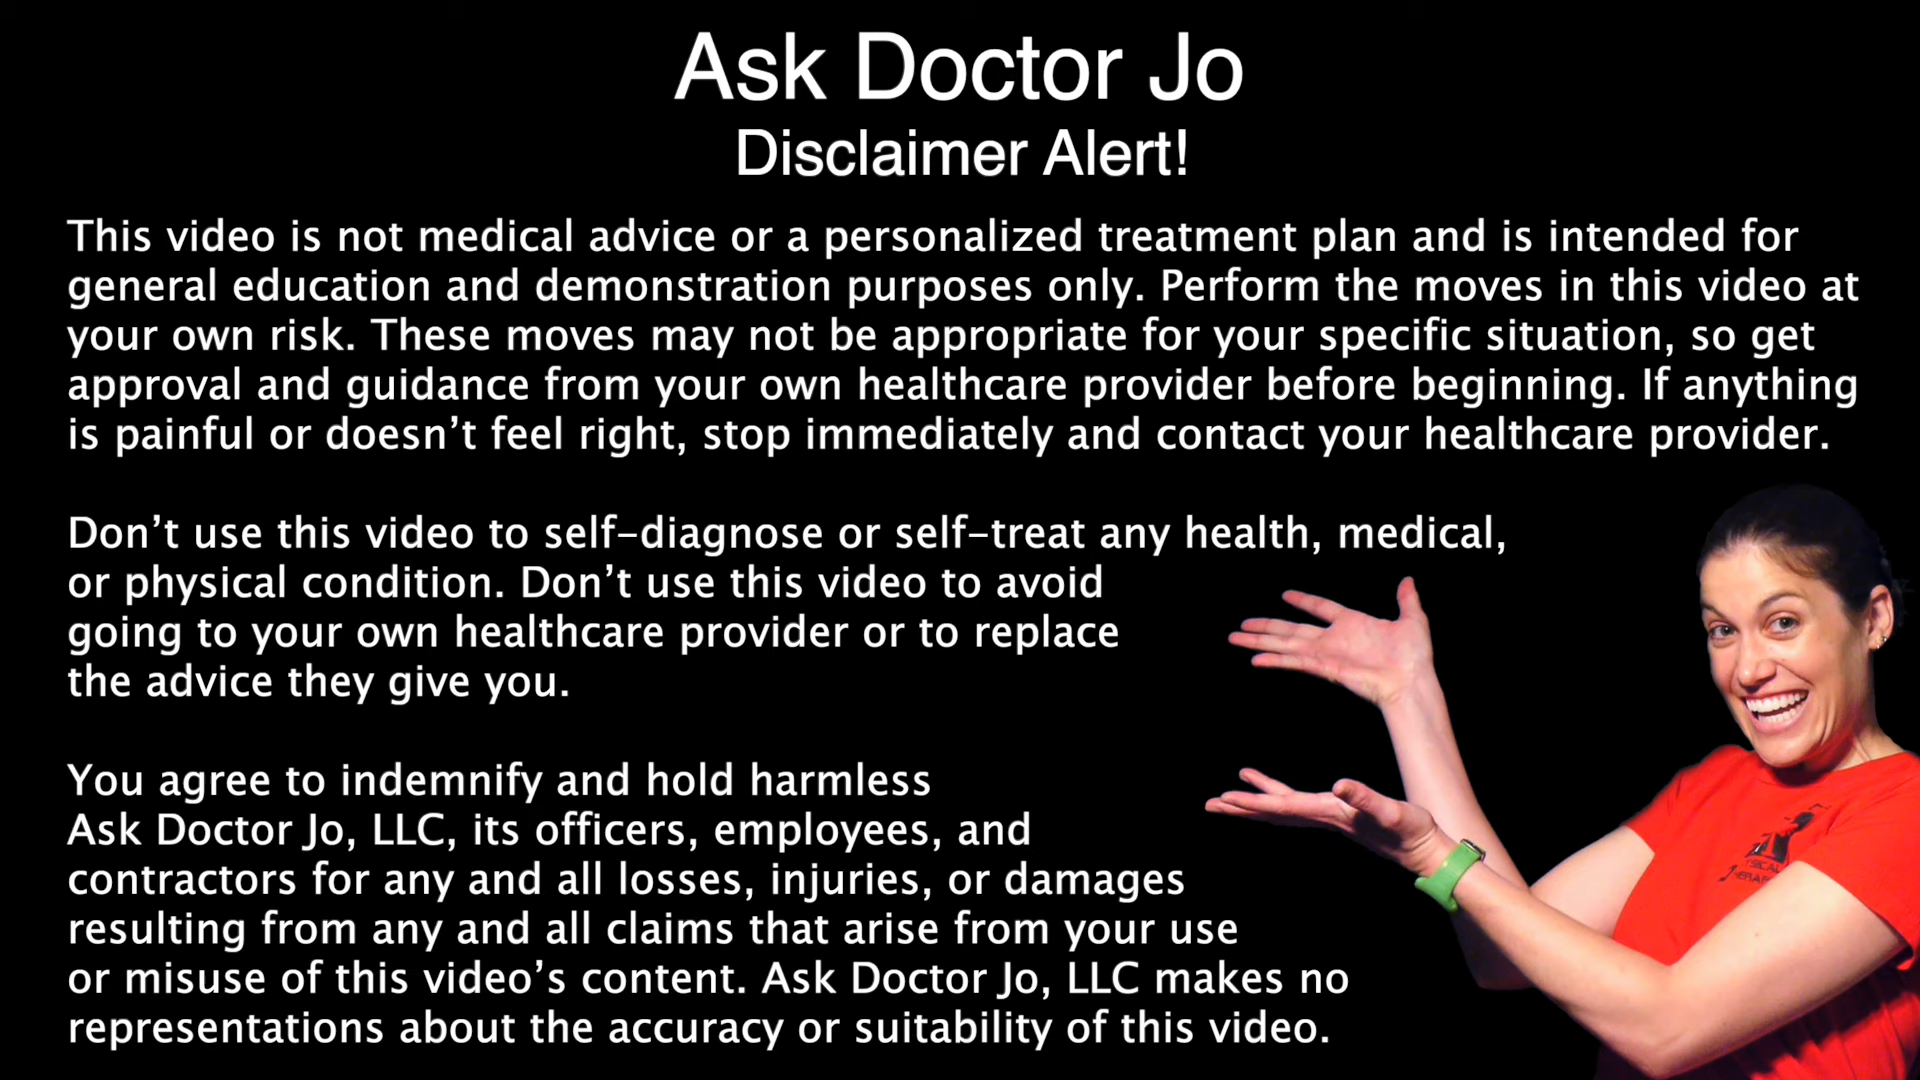 Ask Doctor Jo
Disclaimer Alert!
This video is not medical advice or a personalized treatment plan and is intended for
general education and demonstration purposes only. Perform the moves in this video at
your own risk. These moves may not be appropriate for your specific situation, so get
approval and guidance from your own healthcare provider before beginning. If anything
is painful or doesn’t feel right, stop immediately and contact your healthcare provider.
Don’t use this video to self–diagnose or self–treat any health, medical,
or physical condition. Don’t use this video to avoid
going to your own healthcare provider or to replace
the advice they give you.
You agree to indemnify and hold harmless
Ask Doctor Jo, LLC, its officers, employees, and
contractors for any and all losses, injuries, or damages
resulting from any and all claims that arise from your use
or misuse of this video’s content. Ask Doctor Jo, LLC makes no
representations about the accuracy or suitability of this video.